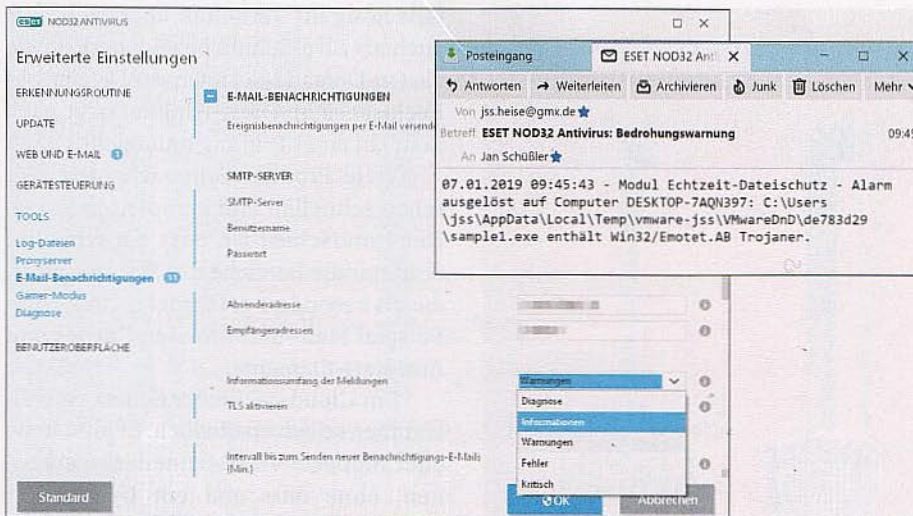 eset NOD32 ANTIVIRUS
Erweiterte Einstellungen
ERKENNUNGSROUTINE
UPDATE
WEB UND E-MAIL 1
GERÄTESTEUERUNG
TOOLS
Log-Dateien
Proxyserver
E-Mail-Benachrichtigungen 11
Gamer-Modus
Diagnose
BENUTZEROBERFLÄCHE
Standard
E-MAIL-BENACHRICHTIGUNGEN
Ereignisbenachrichtigungen per E-Mail versend
SMTP-SERVER
SMTP-Server
Benutzername
Passwort
Absenderadresse
Empfängeradressen
Informationsumfang der Meldungen
Warnungen
Diagnose
Informationen
Warnungen
Fehler
Kritisch
TLS aktivieren
Intervall bis zum Senden neuer Benachrichtigungs-E-Mails
(Min.)
OK
Abbrechen
Posteingang
ESET NOD32 Anti
Antworten
Weiterleiten
Archivieren
Junk
Löschen
Mehr
Von jss.heise@gmx.de
Betreff ESET NOD32 Antivirus: Bedrohungswarnung
09:45
An Jan Schüßler
07.01.2019 09:45:43 - Modul Echtzeit-Dateischutz - Alarm
ausgelöst auf Computer DESKTOP-7AQN397: C:\Users
\jss\AppData\Local\Temp\vmware-jss\VMwareDnD\de783d29
\sample1.exe enthält Win32/Emotet.AB Trojaner.